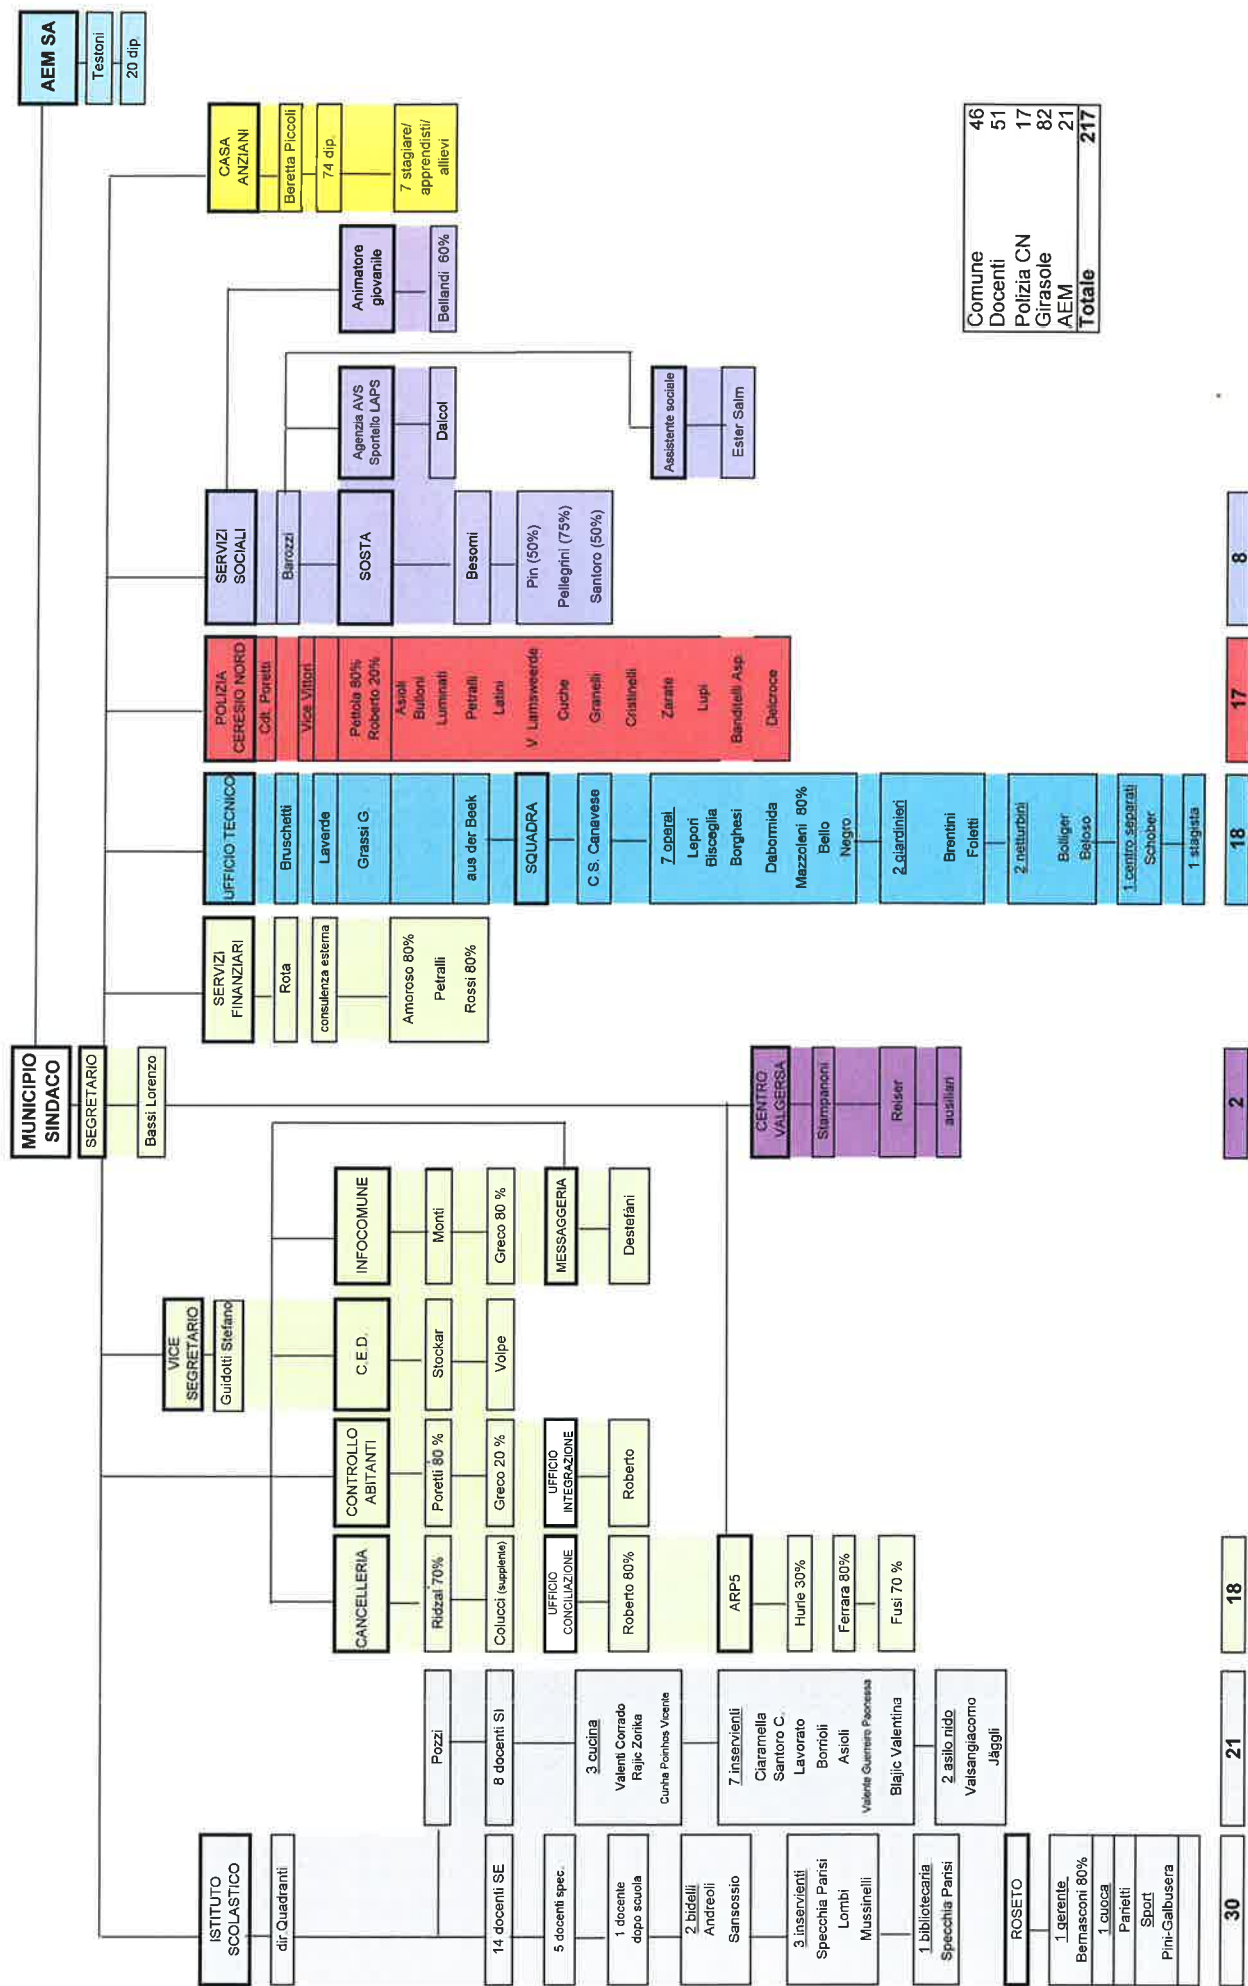 MUNICIPIO
SINDACO
SEGRETARIO
Bassi Lorenzo
AEM SA
Testoni
20 dip.
VICE
SEGRETARIO
Guidotti Stefano
ISTITUTO
SCOLASTICO
dir.Quadranti
14 docenti SE
5 docenti spec.
1 docente
dopo scuola
2 bidelli
Andreoli
Sansossio
3 inservienti
Specchia Parisi
Lombi
Mussinelli
1 bibliotecaria
Specchia Parisi
ROSETO
1 gerente
Bernasconi 80%
1 cuoca
Parietti
Sport
Pini-Galbusera
30
Pozzi
8 docenti SI
3 cucina
Valenti Corrado
Rajic Zorika
Cunha Poinhos Vicente
7 inservienti
Ciaramella
Santoro C.
Lavorato
Borrioli
Asioli
Valente Guerreiro Paonessa
Blajic Valentina
2 asilo nido
Valsangiacomo
Jäggli
21
CANCELLERIA
Ridzal 70%
Colucci (supplente)
UFFICIO
CONCILIAZIONE
Roberto 80%
ARP5
Hurle 30%
Ferrara 80%
Fusi 70 %
18
CONTROLLO
ABITANTI
Poretti 80 %
Greco 20 %
UFFICIO
INTEGRAZIONE
Roberto
C.E.D.
Stockar
Volpe
INFOCOMUNE
Monti
Greco 80 %
MESSAGGERIA
Destefani
CENTRO
VALGERSA
Stampanoni
Reiser
ausiliari
2
SERVIZI
FINANZIARI
Rota
consulenza esterna
Amoroso 80%
Petralli
Rossi 80%
UFFICIO TECNICO
Bruschetti
Laverde
Grassi G.
aus der Beek
SQUADRA
C.S. Canavese
7 operai
Lepori
Bisceglia
Borghesi
Dabormida
Mazzoleni 80%
Bello
Negro
2 giardinieri
Brentini
Foletti
2 netturbini
Bolliger
Beloso
1 centro separati
Schober
1 stagista
18
POLIZIA
CERESIO NORD
Cdt. Poretti
Vice Vittori
Pettola 80%
Roberto 20%
Asioli
Bulloni
Luminati
Petralli
Latini
V. Lamaweerde
Cuche
Granelli
Cristinelli
Zarate
Lupi
Banditelli Asp.
Delcroce
17
SERVIZI
SOCIALI
Barozzi
SOSTA
Besomi
Pin (50%)
Pellegrini (75%)
Santoro (50%)
8
Agenzia AVS
Sportello LAPS
Dalcol
Assistente sociale
Ester Salm
Animatore
giovanile
Bellandi 60%
CASA
ANZIANI
Beretta Piccoli
74 dip.
7 stagiare/
apprendisti/
allievi
Comune 46
Docenti 51
Polizia CN 17
Girasole 82
AEM 21
Totale 217